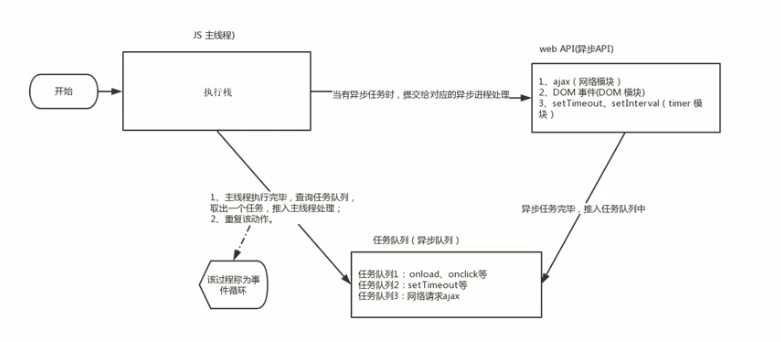 JS 主线程)
web API(异步API)
开始
执行栈
当有异步任务时，提交给对应的异步进程处理
1、ajax（网络模块）
2、DOM 事件(DOM 模块)
3、setTimeout、setInterval（timer 模
块）
1、主线程执行完毕，查询任务队列，
取出一个任务，推入主线程处理；
2、重复该动作。
异步任务完毕，推入任务队列中
任务队列（异步队列）
该过程称为事
件循环
任务队列1：onload、onclick等
任务队列2：setTimeout等
任务队列3：网络请求ajax